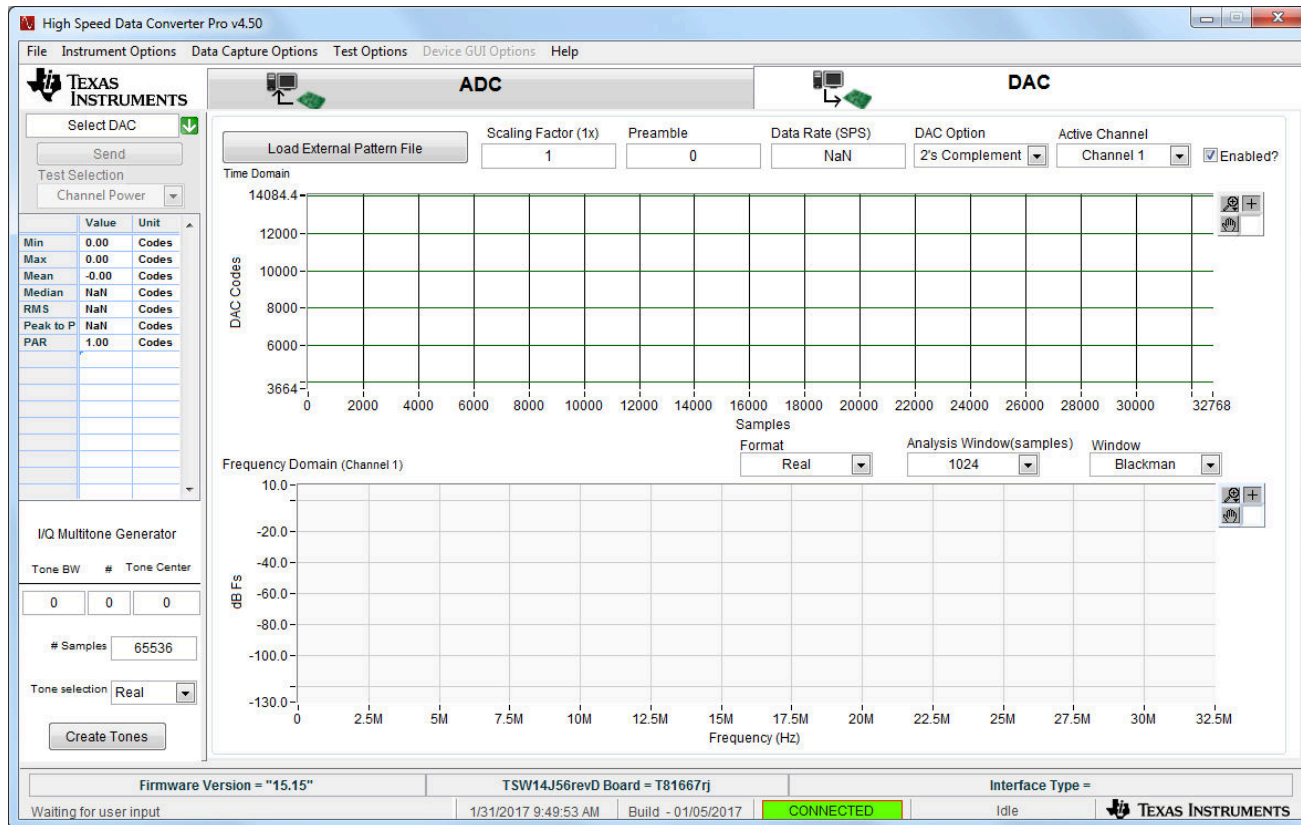 High Speed Data Converter Pro v4.50
File Instrument Options Data Capture Options Test Options Device GUI Options Help
TEXAS INSTRUMENTS
ADC
DAC
Select DAC
Send
Test Selection
Channel Power
Value Unit
Min 0.00 Codes
Max 0.00 Codes
Mean -0.00 Codes
Median NaN Codes
RMS NaN Codes
Peak to P NaN Codes
PAR 1.00 Codes
I/Q Multitone Generator
Tone BW # Tone Center
0 0 0
# Samples 65536
Tone selection Real
Create Tones
Load External Pattern File
Scaling Factor (1x) Preamble Data Rate (SPS) DAC Option Active Channel
1 0 NaN 2's Complement Channel 1 Enabled?
Time Domain
14084.4
12000
10000
8000
6000
3664
DAC Codes
0 2000 4000 6000 8000 10000 12000 14000 16000 18000 20000 22000 24000 26000 28000 30000 32768
Samples
Format Analysis Window(samples) Window
Real 1024 Blackman
Frequency Domain (Channel 1)
10.0
-20.0
-40.0
-60.0
-80.0
-100.0
-130.0
dB Fs
0 2.5M 5M 7.5M 10M 12.5M 15M 17.5M 20M 22.5M 25M 27.5M 30M 32.5M
Frequency (Hz)
Firmware Version = "15.15" TSW14J56revD Board = T81667rj Interface Type =
Waiting for user input 1/31/2017 9:49:53 AM Build - 01/05/2017 CONNECTED Idle TEXAS INSTRUMENTS